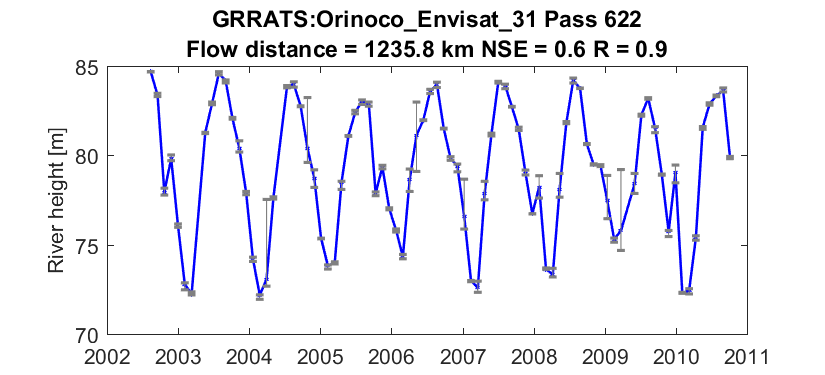 GRRATS:Orinoco_Envisat_31 Pass 622
Flow distance = 1235.8 km NSE = 0.6 R = 0.9
85
80
75
70
River height [m]
2002 2003 2004 2005 2006 2007 2008 2009 2010 2011